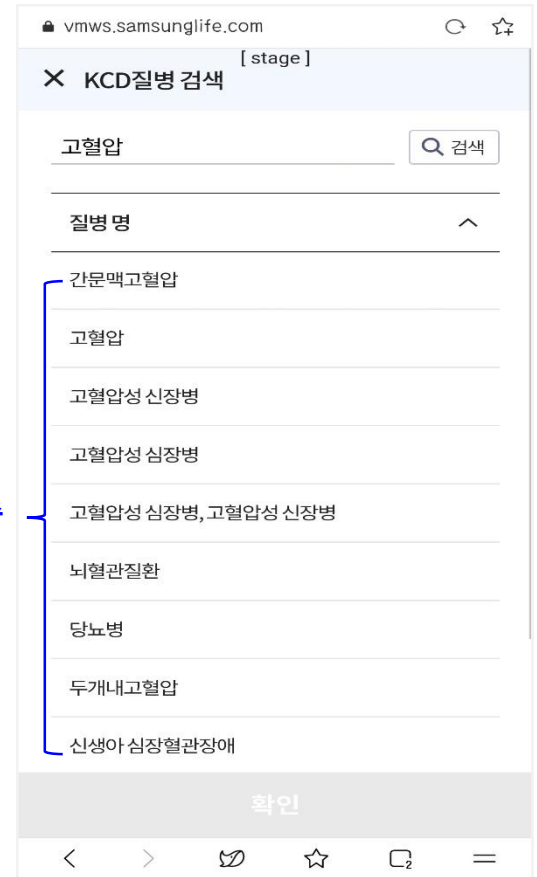 vmws.samsunglife.com
[ stage ]
KCD질병 검색
고혈압
검색
질병 명
간문맥고혈압
고혈압
고혈압성 신장병
고혈압성 심장병
고혈압성 심장병, 고혈압성 신장병
뇌혈관질환
당뇨병
두개내고혈압
신생아 심장혈관장애
확인
2